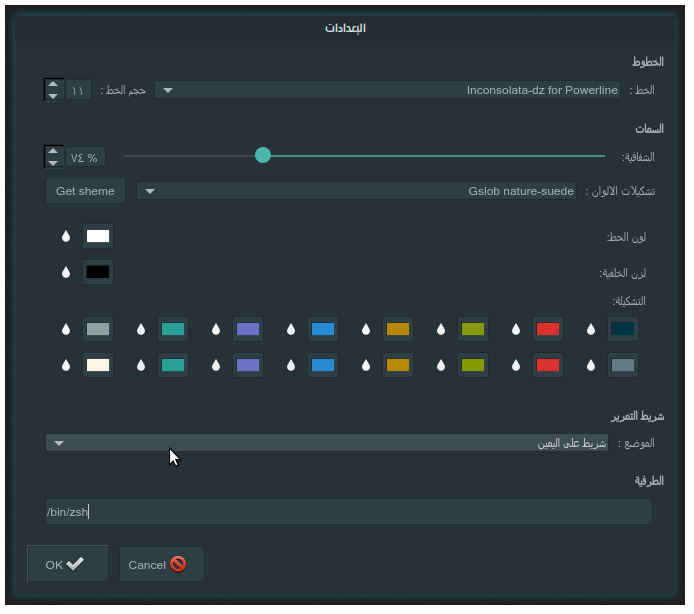 الإعدادات
الخطوط
الخط : Inconsolata-dz for Powerline حجم الخط : ١١
السمات
الشفافية: ٧٤ %
تشكيلات الالوان : Gslob nature-suede Get sheme
لون الخط:
لزن الخلفية:
التشكيلة:
شريط التمرير
الموضع : شريط على اليمين
الطرفية
/bin/zsh
OK Cancel